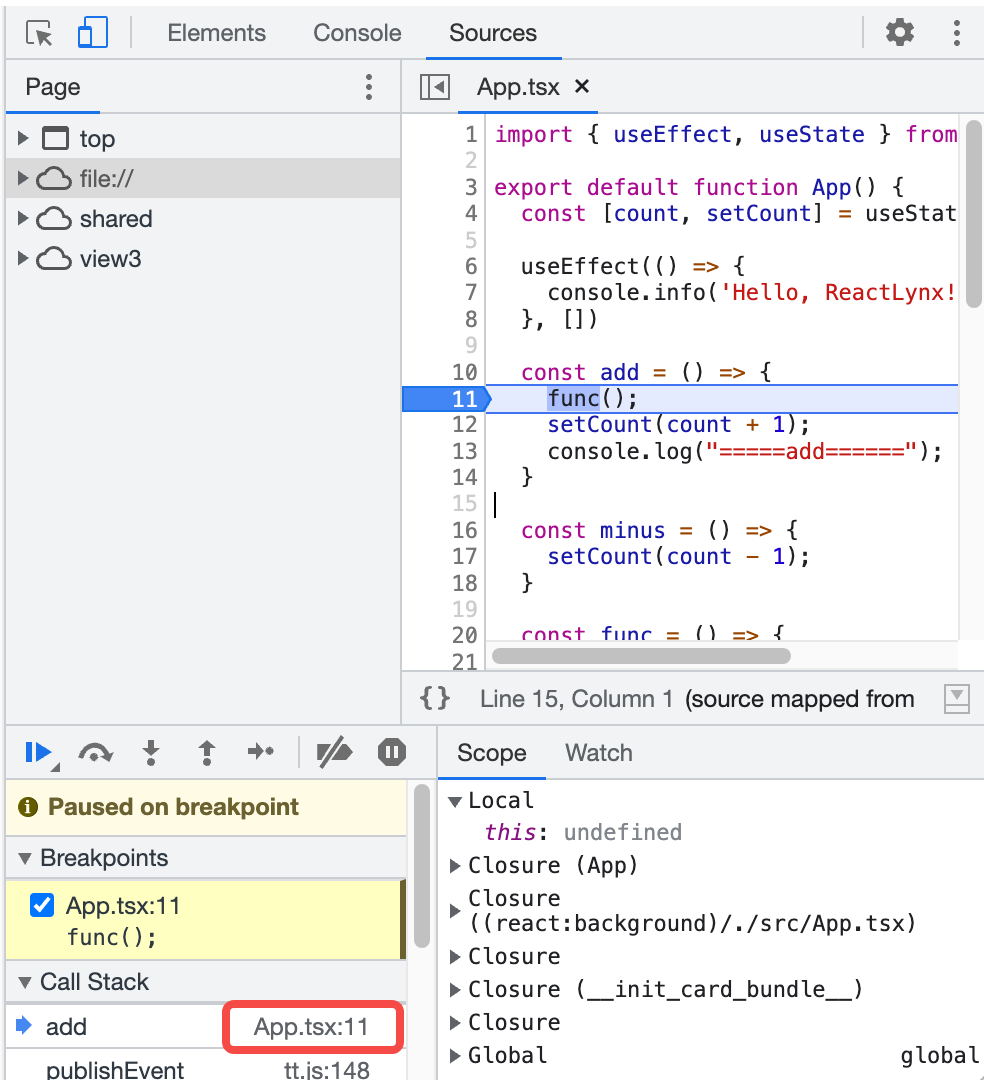 Elements Console Sources
Page
App.tsx ×
top
file://
shared
view3
1 import { useEffect, useState } from
2
3 export default function App() {
4 const [count, setCount] = useStat
5
6 useEffect(() => {
7 console.info('Hello, ReactLynx!
8 }, [])
9
10 const add = () => {
11 func();
12 setCount(count + 1);
13 console.log("=====add======");
14 }
15
16 const minus = () => {
17 setCount(count - 1);
18 }
19
20 const func = () => {
21
{} Line 15, Column 1 (source mapped from
Paused on breakpoint
Breakpoints
App.tsx:11
func();
Call Stack
add App.tsx:11
publishEvent tt.js:148
Scope Watch
Local
this: undefined
Closure (App)
Closure
((react:background)/./src/App.tsx)
Closure
Closure (__init_card_bundle__)
Closure
Global global